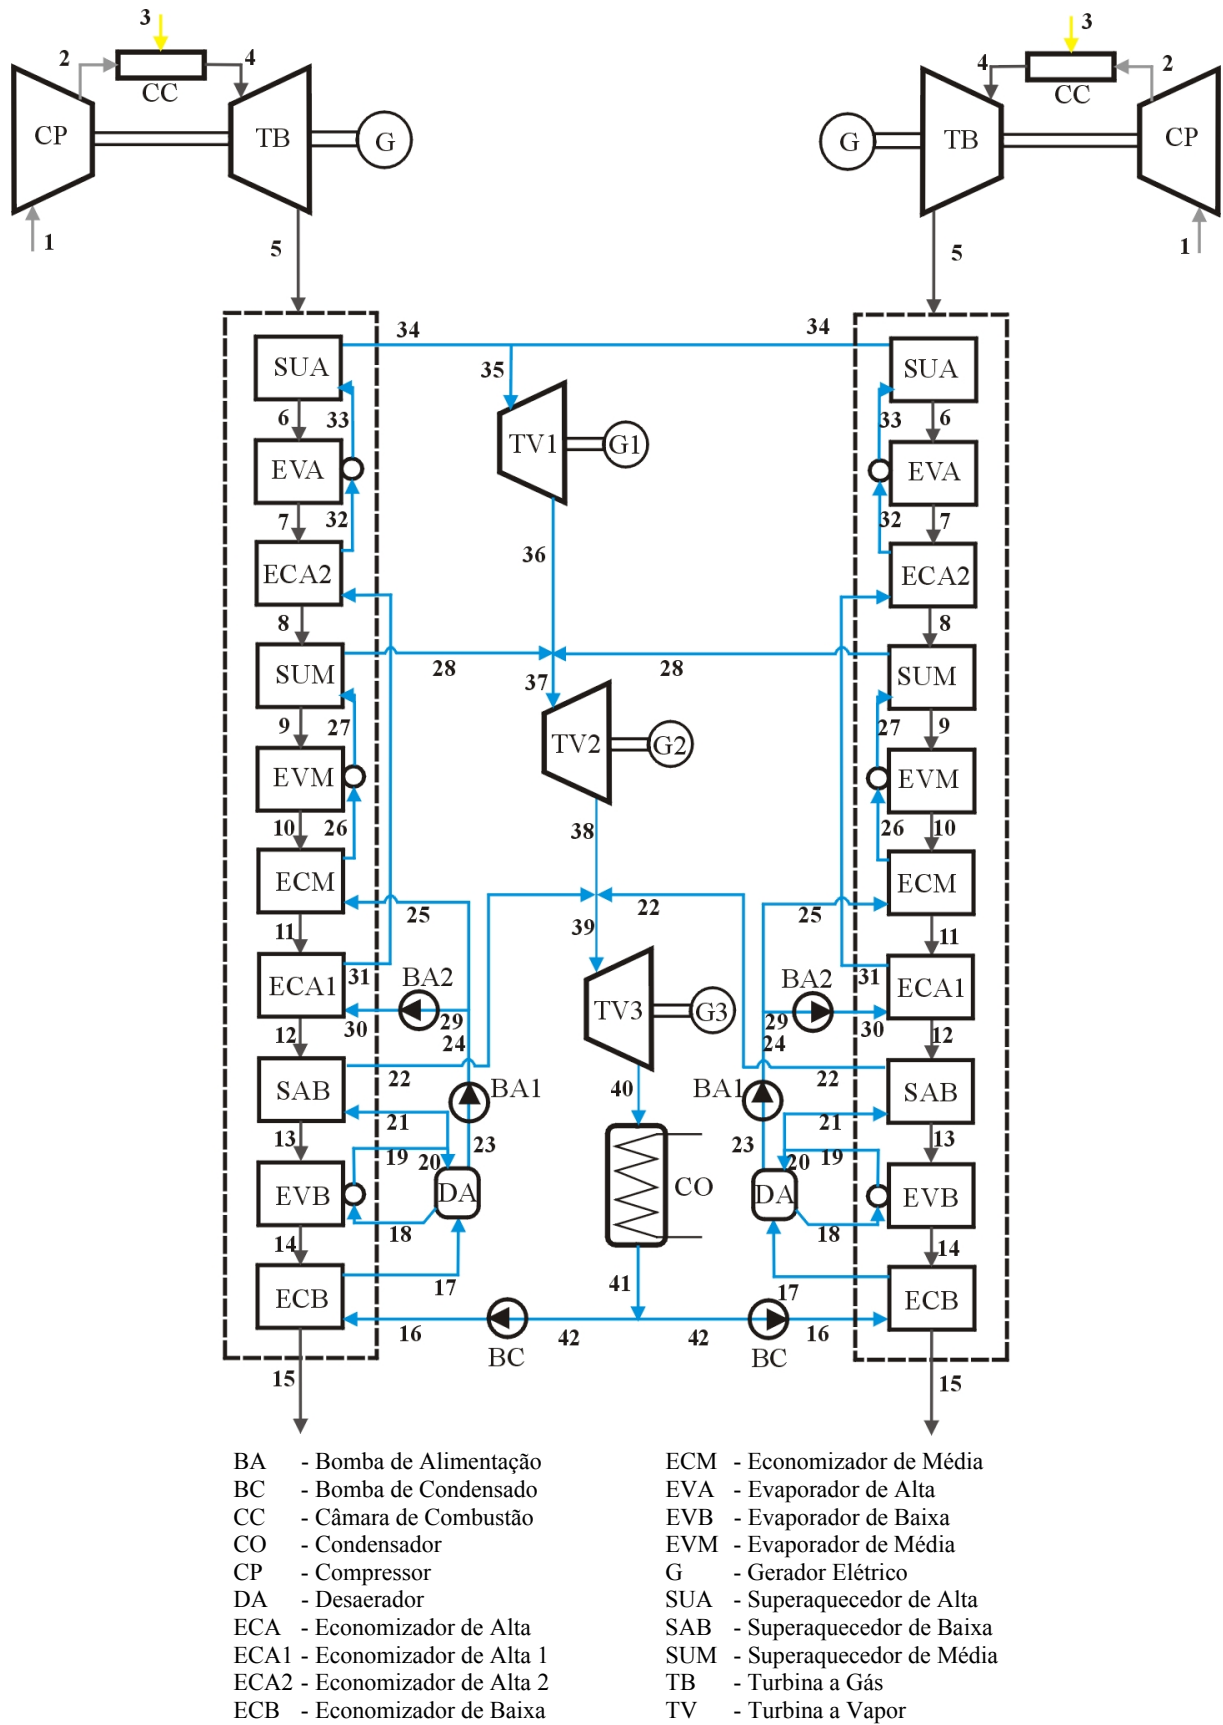 3 3
2 4 4 2
CC CC
CP TB G G TB CP
1 5 5 1
34 34
SUA 35 SUA
6 33 33 6
TV1 G1
EVA EVA
7 32 32 7
36
ECA2 ECA2
8 8
28 28
SUM 37 SUM
9 27 27 9
TV2 G2
EVM EVM
10 26 38 26 10
ECM ECM
25 22 25
11 39 11
31 BA2 BA2 31
ECA1 TV3 G3 ECA1
30 29 29 30
12 24 24 12
22 22
SAB BA1 40 BA1 SAB
21 21
13 23 23 13
19 20 20 19
EVB DA CO DA EVB
18 18
14 14
17 41 17
ECB ECB
16 42 42 16
BC BC
15 15
BA - Bomba de Alimentação
BC - Bomba de Condensado
CC - Câmara de Combustão
CO - Condensador
CP - Compressor
DA - Desaerador
ECA - Economizador de Alta
ECA1 - Economizador de Alta 1
ECA2 - Economizador de Alta 2
ECB - Economizador de Baixa
ECM - Economizador de Média
EVA - Evaporador de Alta
EVB - Evaporador de Baixa
EVM - Evaporador de Média
G - Gerador Elétrico
SUA - Superaquecedor de Alta
SAB - Superaquecedor de Baixa
SUM - Superaquecedor de Média
TB - Turbina a Gás
TV - Turbina a Vapor